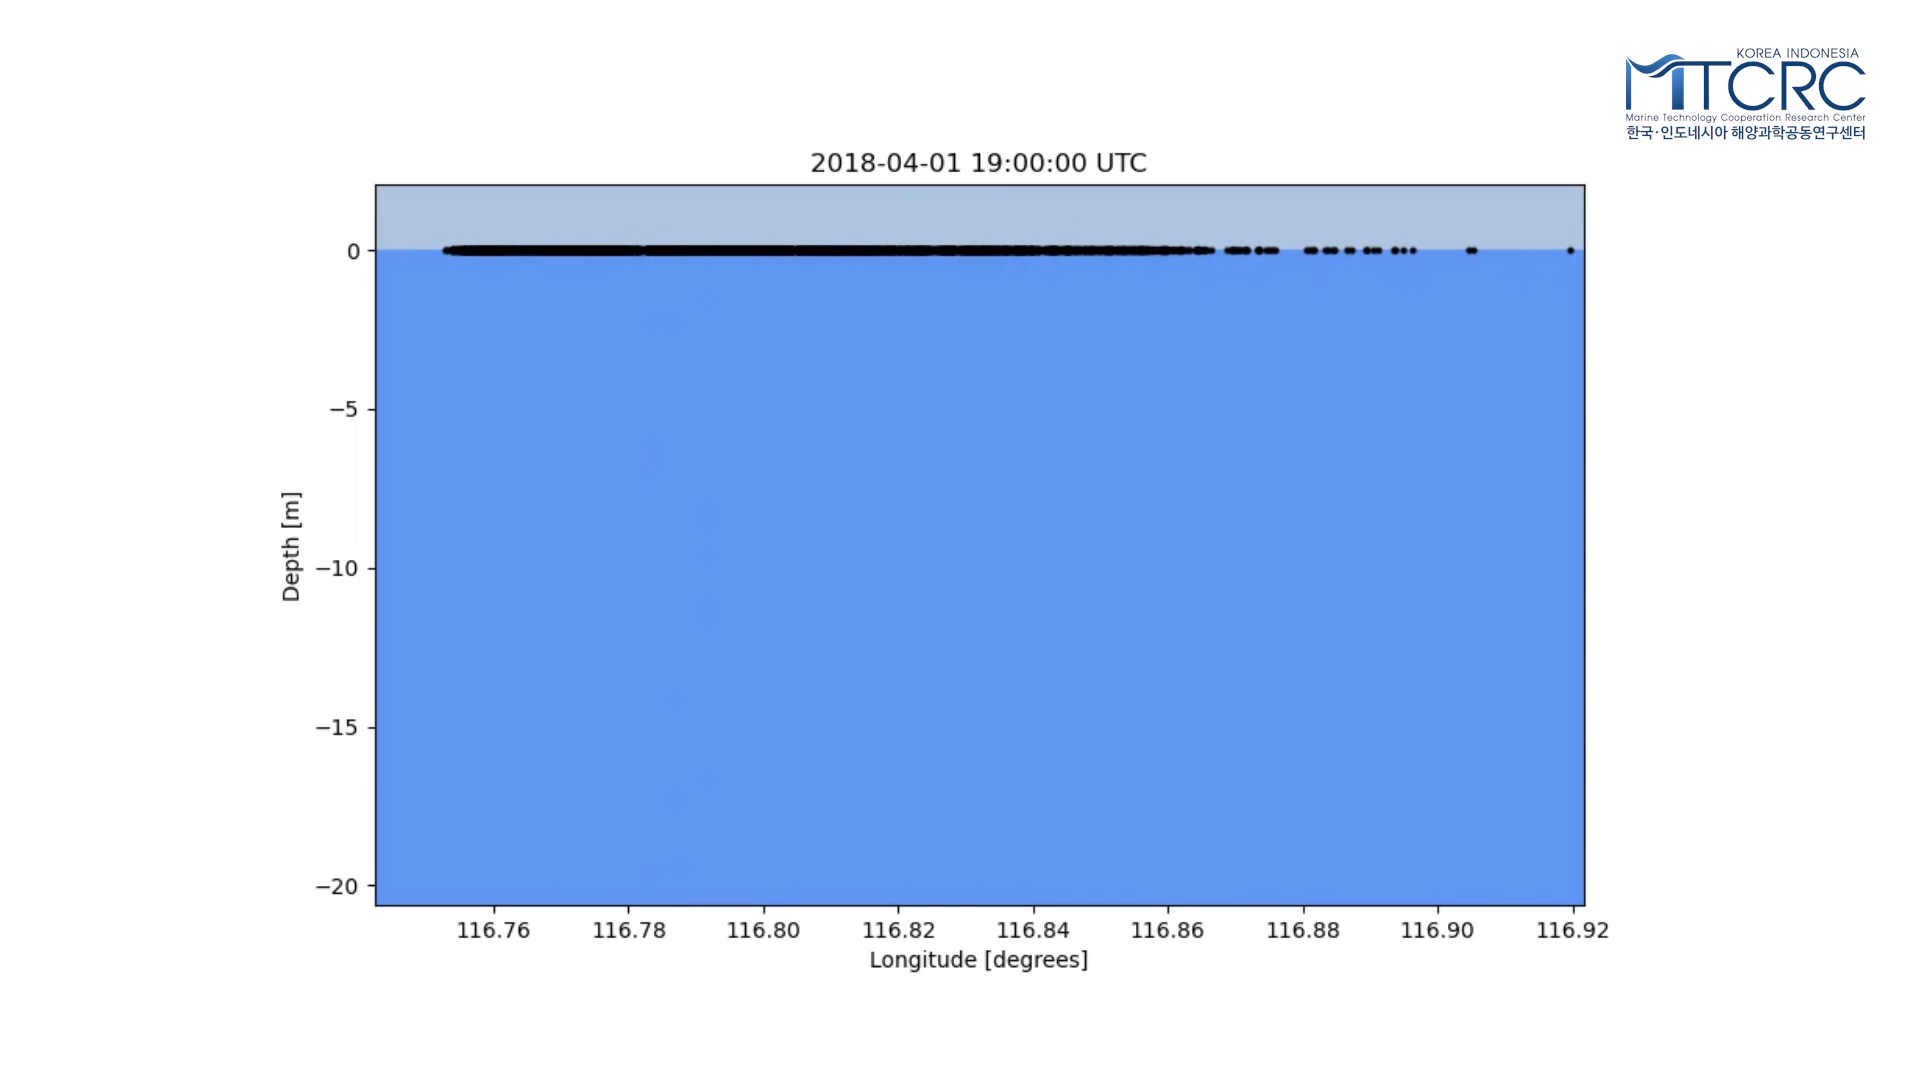 KOREA INDONESIA
MTCRC
Marine Technology Cooperation Research Center
한국·인도네시아 해양과학공동연구센터
2018-04-01 19:00:00 UTC
0
−5
−10
−15
−20
Depth [m]
116.76 116.78 116.80 116.82 116.84 116.86 116.88 116.90 116.92
Longitude [degrees]